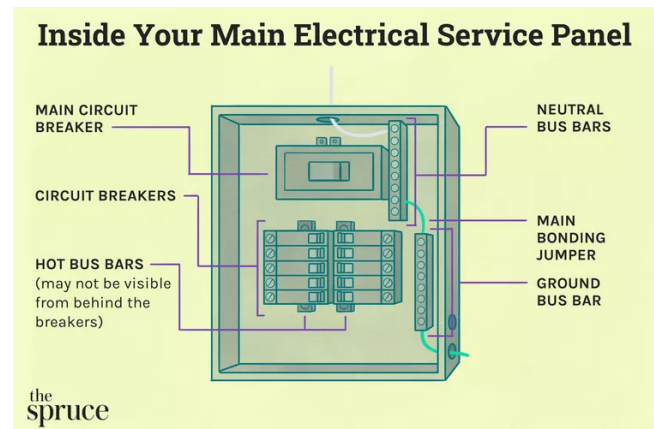 Inside Your Main Electrical Service Panel
MAIN CIRCUIT
BREAKER
CIRCUIT BREAKERS
HOT BUS BARS
(may not be visible
from behind the
breakers)
NEUTRAL
BUS BARS
MAIN
BONDING
JUMPER
GROUND
BUS BAR
the
spruce